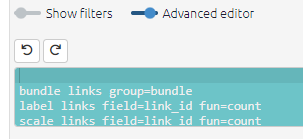 Show filters
Advanced editor
bundle links group=bundle
label links field=link_id fun=count
scale links field=link_id fun=count